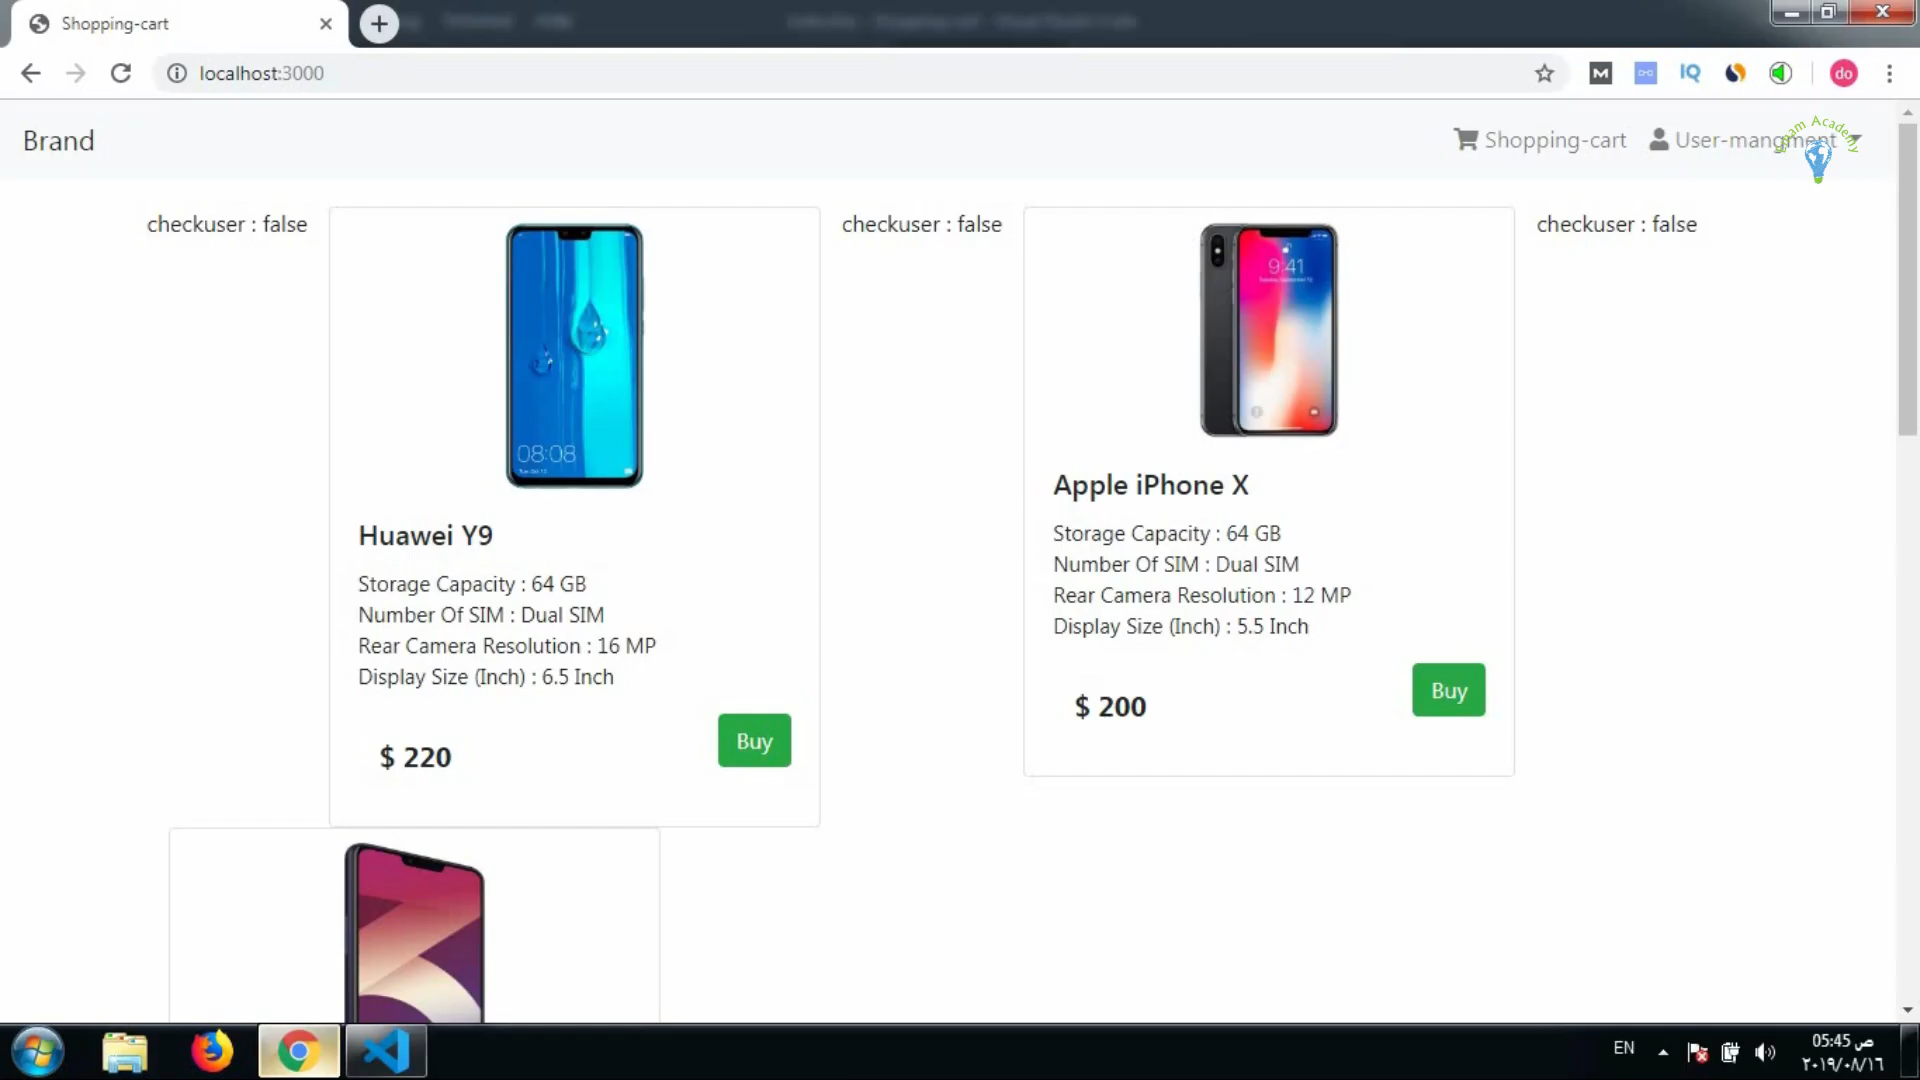 Shopping-cart
localhost:3000
do
Brand
Shopping-cart
User-mangment
Emam Academy
checkuser : false
checkuser : false
checkuser : false
08:08
9:41
Huawei Y9
Storage Capacity : 64 GB
Number Of SIM : Dual SIM
Rear Camera Resolution : 16 MP
Display Size (Inch) : 6.5 Inch
$ 220
Buy
Apple iPhone X
Storage Capacity : 64 GB
Number Of SIM : Dual SIM
Rear Camera Resolution : 12 MP
Display Size (Inch) : 5.5 Inch
$ 200
Buy
EN
05:45 ص
٢٠١٩/٠٨/١٦